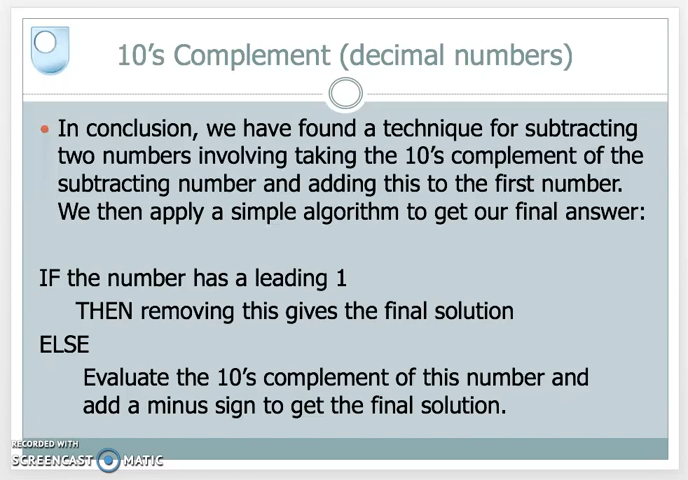 10's Complement (decimal numbers)
• In conclusion, we have found a technique for subtracting
two numbers involving taking the 10's complement of the
subtracting number and adding this to the first number.
We then apply a simple algorithm to get our final answer:
IF the number has a leading 1
THEN removing this gives the final solution
ELSE
Evaluate the 10's complement of this number and
add a minus sign to get the final solution.
RECORDED WITH
SCREENCAST MATIC